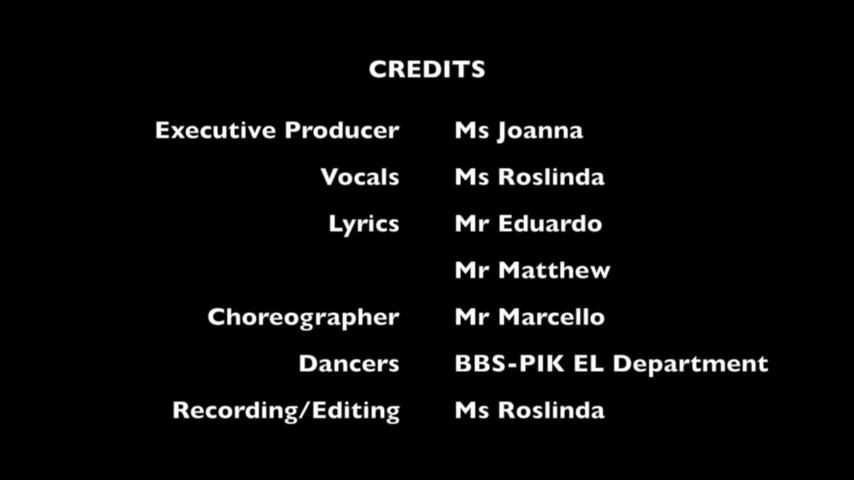 CREDITS
Executive Producer Ms Joanna
Vocals Ms Roslinda
Lyrics Mr Eduardo
Mr Matthew
Choreographer Mr Marcello
Dancers BBS-PIK EL Department
Recording/Editing Ms Roslinda